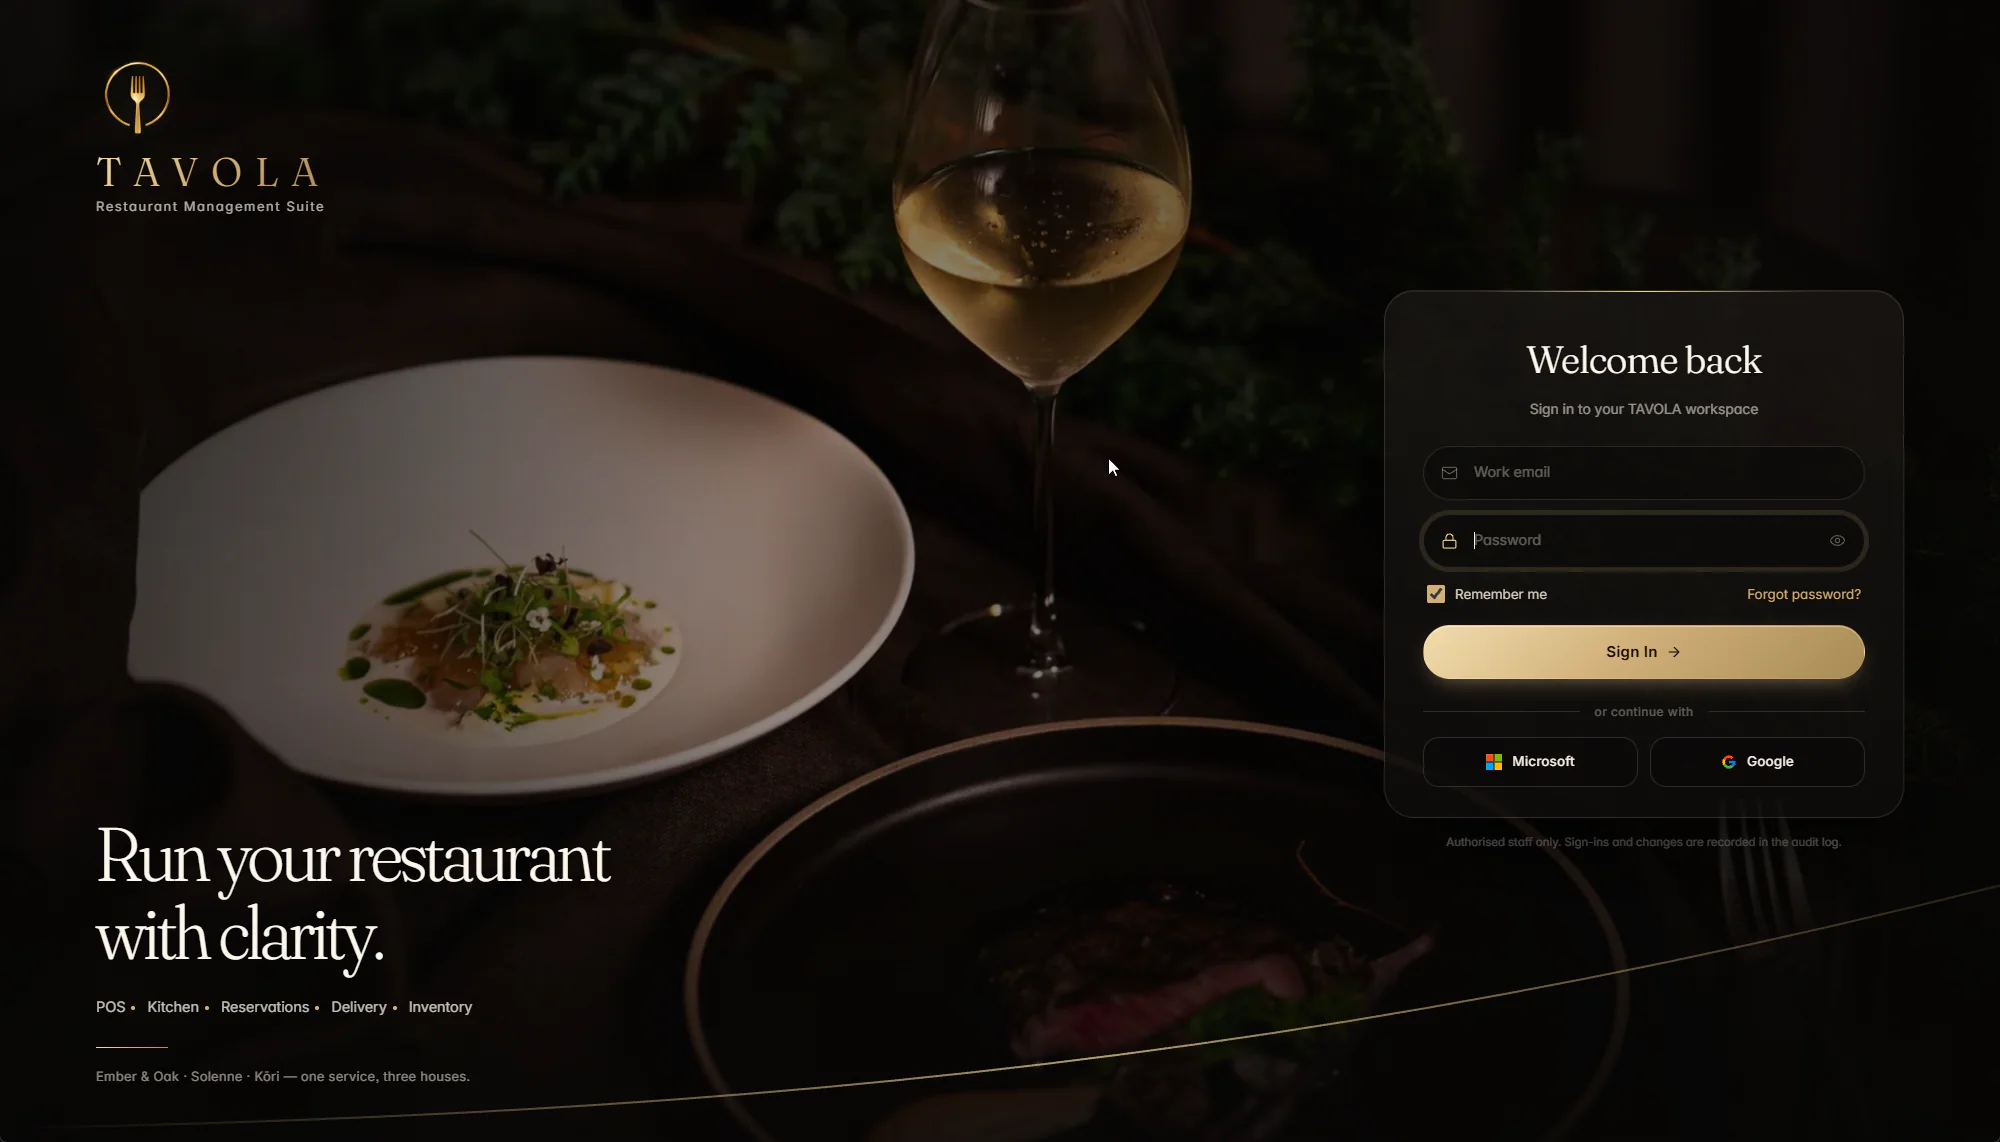 TAVOLA
Restaurant Management Suite
Welcome back
Sign in to your TAVOLA workspace
Work email
Password
Remember me
Forgot password?
Sign In →
or continue with
Microsoft
Google
Authorised staff only. Sign-ins and changes are recorded in the audit log.
Run your restaurant
with clarity.
POS • Kitchen • Reservations • Delivery • Inventory
Ember & Oak · Solenne · Kōri — one service, three houses.